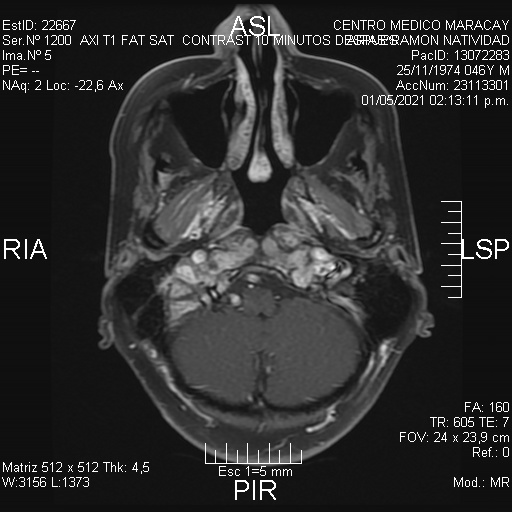 EstID: 22667
ASL
CENTRO MEDICO MARACAY
Ser.Nº 1200 AXI T1 FAT SAT CONTRAST 10 MINUTOS DE RAMON NATIVIDAD
Ima.Nº 5
PacID: 13072283
PE= --
25/11/1974 046Y M
NAq: 2 Loc: -22,6 Ax
AccNum: 23113301
01/05/2021 02:13:11 p.m.
RIA
LSP
FA: 160
TR: 605 TE: 7
FOV: 24 x 23,9 cm
Ref.: 0
Matriz 512 x 512 Thk: 4,5
Esc 1=5 mm
W:3156 L:1373
PIR
Mod.: MR